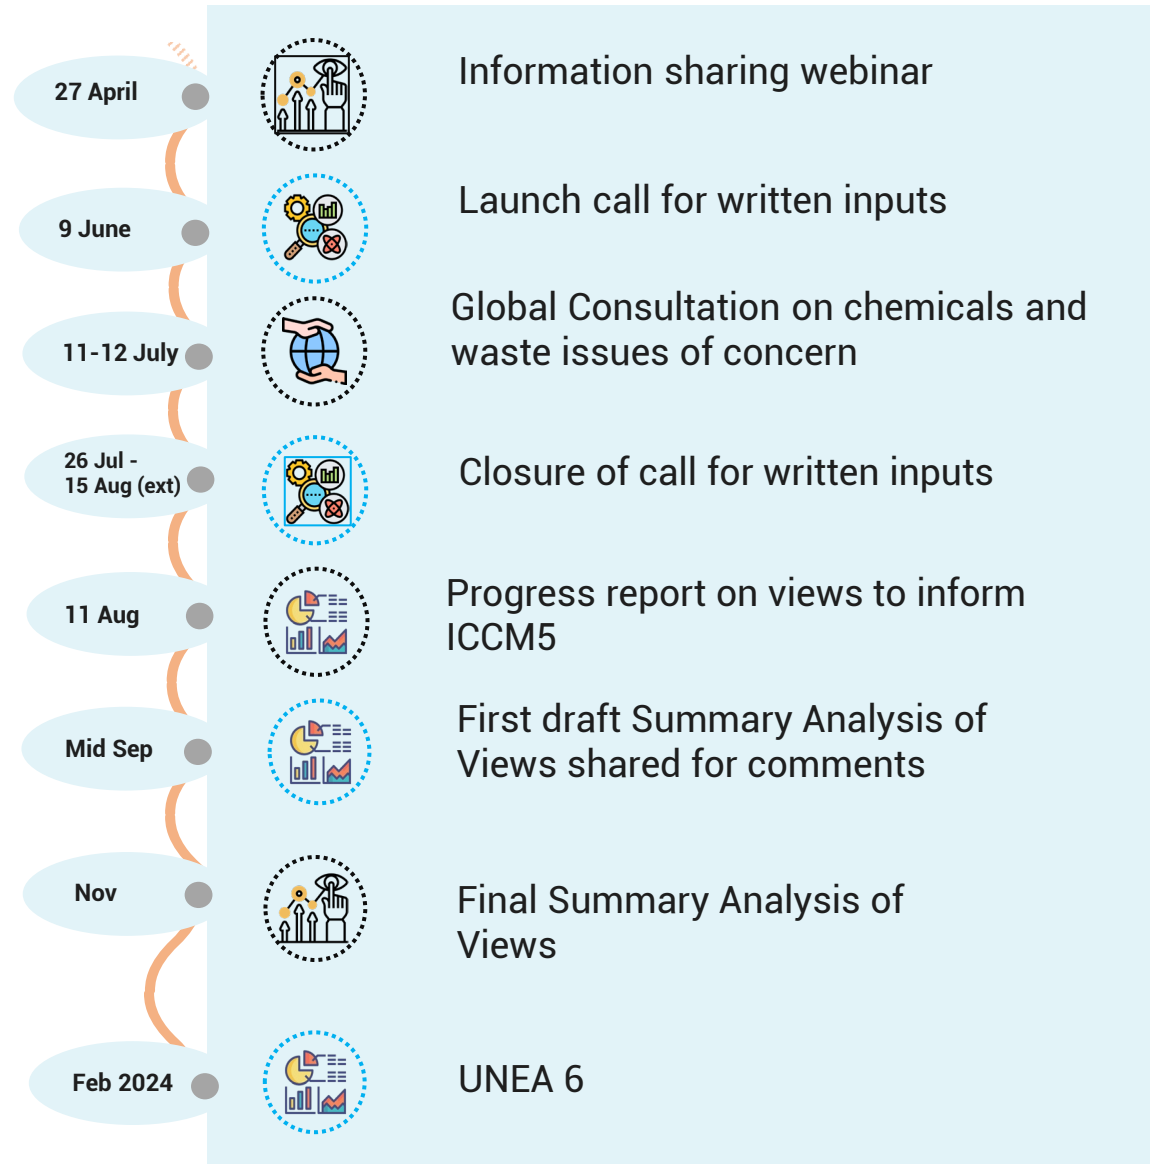 27 April
Information sharing webinar
9 June
Launch call for written inputs
11-12 July
Global Consultation on chemicals and
waste issues of concern
26 Jul -
15 Aug (ext)
Closure of call for written inputs
11 Aug
Progress report on views to inform
ICCM5
Mid Sep
First draft Summary Analysis of
Views shared for comments
Nov
Final Summary Analysis of
Views
Feb 2024
UNEA 6